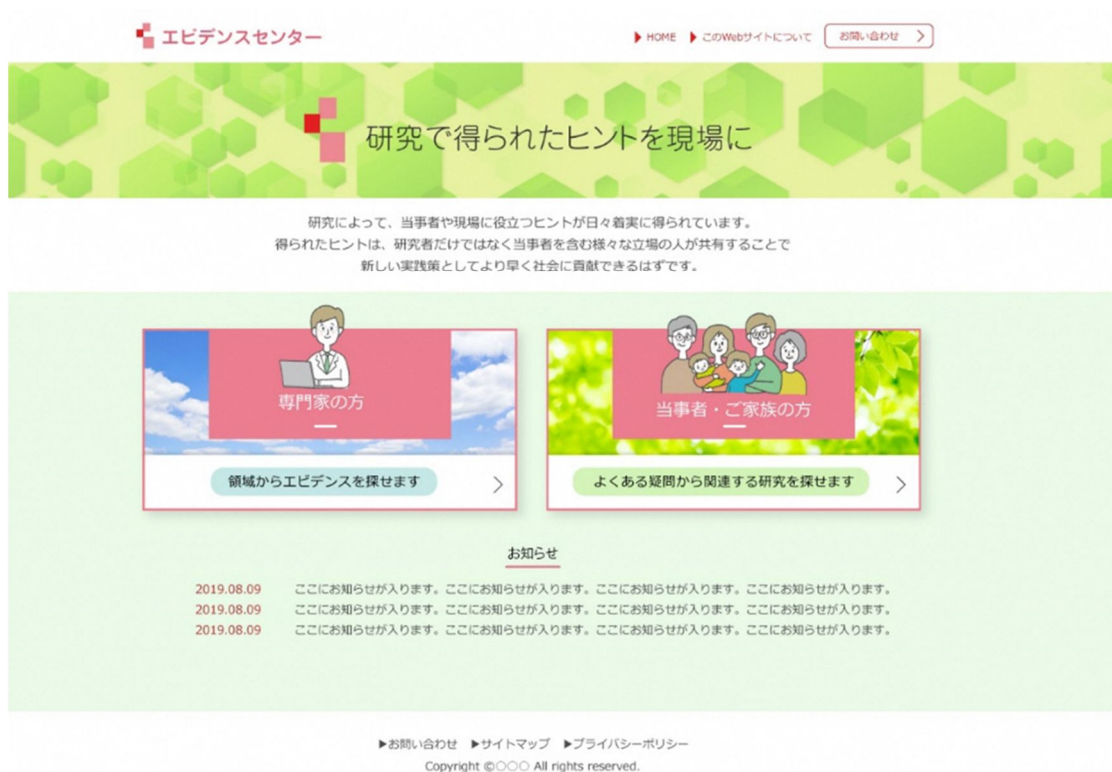 エビデンスセンター
HOME このWebサイトについて お問い合わせ
研究で得られたヒントを現場に
研究によって、当事者や現場に役立つヒントが日々着実に得られています。
得られたヒントは、研究者だけではなく当事者を含む様々な立場の人が共有することで
新しい実践策としてより早く社会に貢献できるはずです。
専門家の方
領域からエビデンスを探せます
当事者・ご家族の方
よくある疑問から関連する研究を探せます
お知らせ
2019.08.09 ここにお知らせが入ります。ここにお知らせが入ります。ここにお知らせが入ります。ここにお知らせが入ります。
2019.08.09 ここにお知らせが入ります。ここにお知らせが入ります。ここにお知らせが入ります。ここにお知らせが入ります。
2019.08.09 ここにお知らせが入ります。ここにお知らせが入ります。ここにお知らせが入ります。ここにお知らせが入ります。
▶お問い合わせ ▶サイトマップ ▶プライバシーポリシー
Copyright ©○○○ All rights reserved.